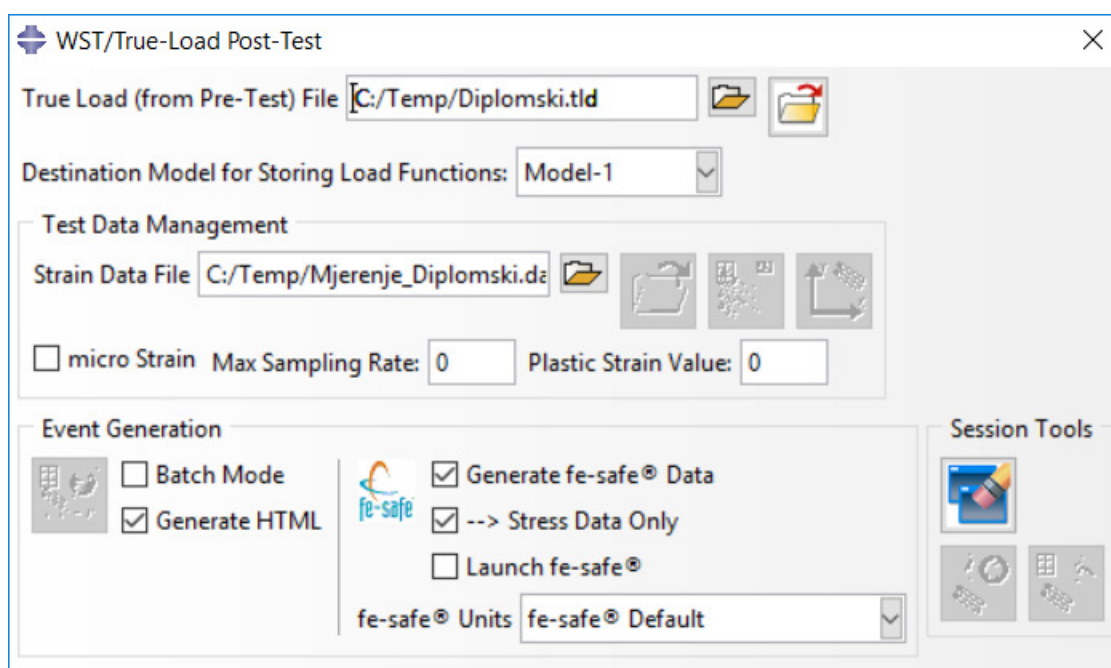 WST/True-Load Post-Test
True Load (from Pre-Test) File C:/Temp/Diplomski.tld
Destination Model for Storing Load Functions: Model-1
Test Data Management
Strain Data File C:/Temp/Mjerenje_Diplomski.da
micro Strain Max Sampling Rate: 0 Plastic Strain Value: 0
Event Generation
Batch Mode
Generate HTML
fe-safe
Generate fe-safe® Data
--> Stress Data Only
Launch fe-safe®
fe-safe® Units fe-safe® Default
Session Tools